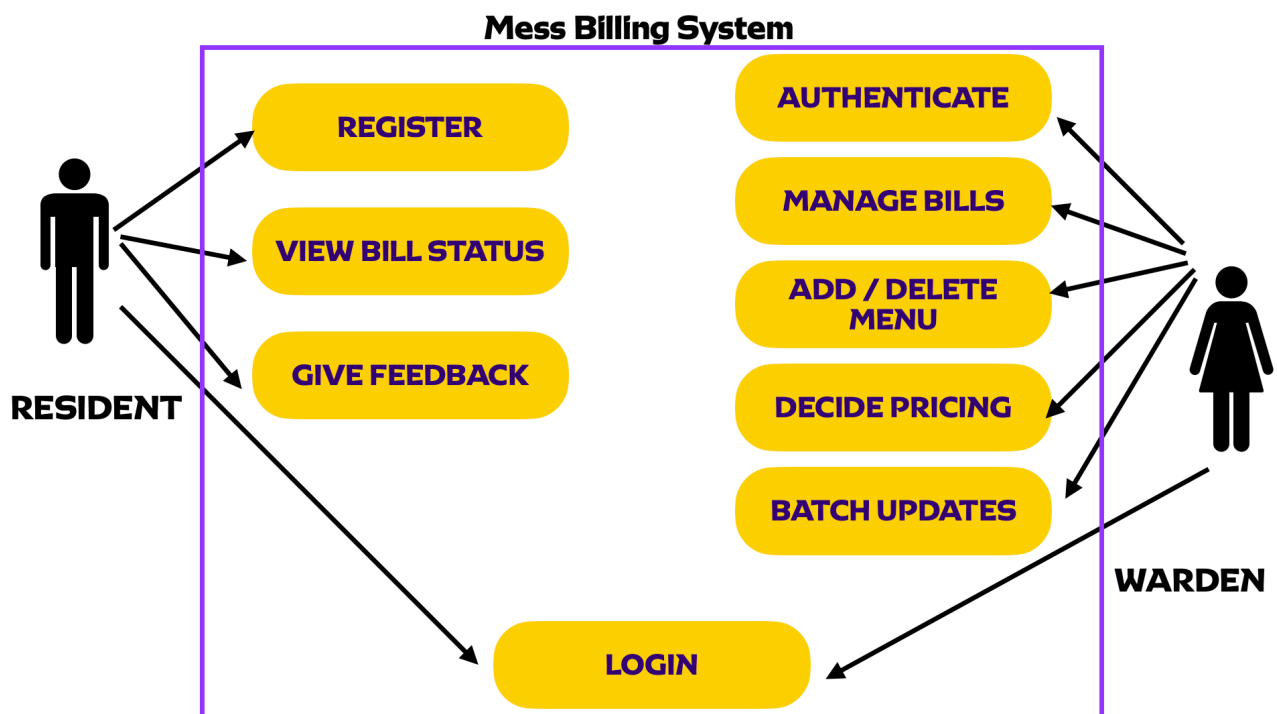 Mess Billing System
REGISTER
VIEW BILL STATUS
GIVE FEEDBACK
RESIDENT
AUTHENTICATE
MANAGE BILLS
ADD / DELETE
MENU
DECIDE PRICING
BATCH UPDATES
WARDEN
LOGIN